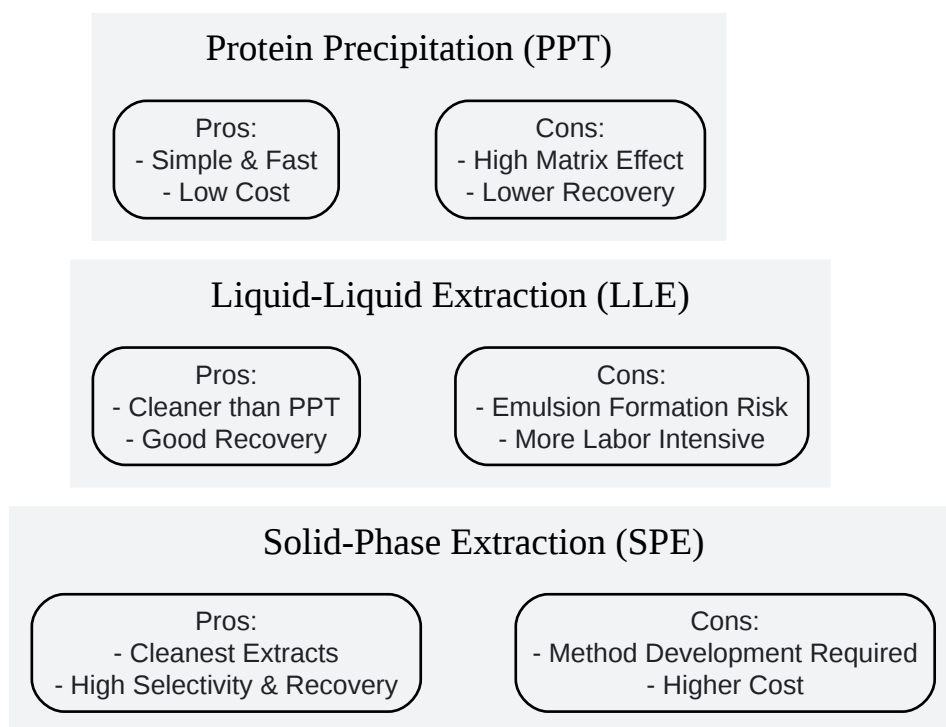 Protein Precipitation (PPT)
Pros:
- Simple & Fast
- Low Cost
Cons:
- High Matrix Effect
- Lower Recovery
Liquid-Liquid Extraction (LLE)
Pros:
- Cleaner than PPT
- Good Recovery
Cons:
- Emulsion Formation Risk
- More Labor Intensive
Solid-Phase Extraction (SPE)
Pros:
- Cleanest Extracts
- High Selectivity & Recovery
Cons:
- Method Development Required
- Higher Cost